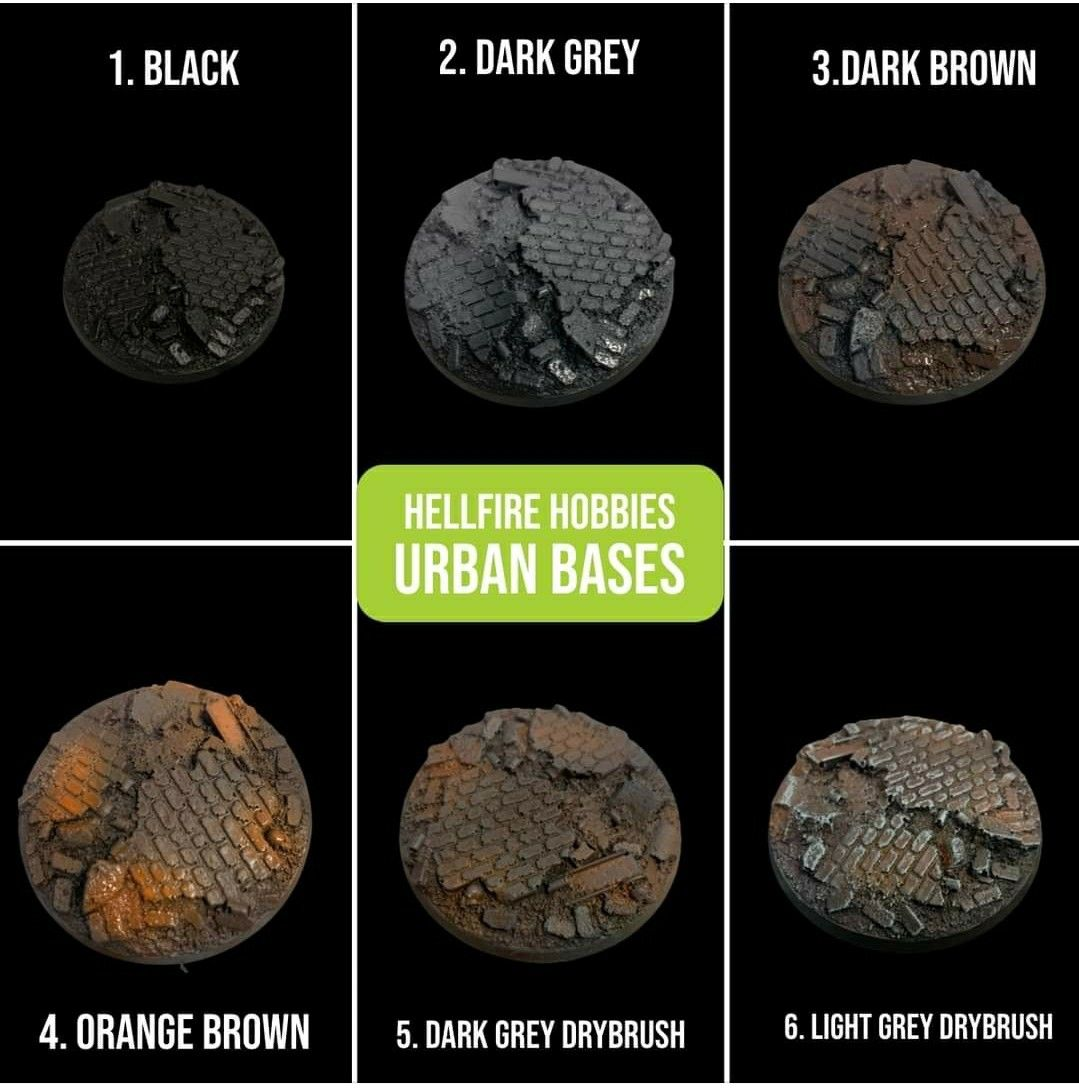 1. BLACK
2. DARK GREY
3.DARK BROWN
HELLFIRE HOBBIES
URBAN BASES
4. ORANGE BROWN
5. DARK GREY DRYBRUSH
6. LIGHT GREY DRYBRUSH